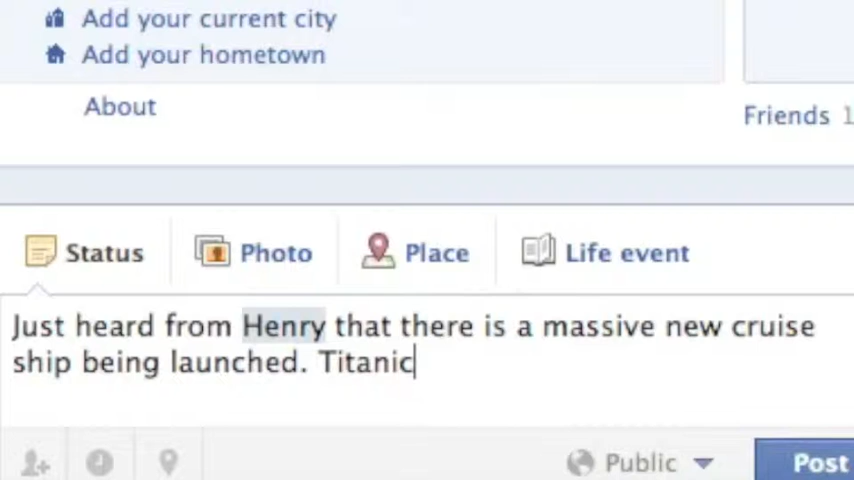 Add your current city
Add your hometown
About
Friends 1
Status
Photo
Place
Life event
Just heard from Henry that there is a massive new cruise
ship being launched. Titanic
Public
Post